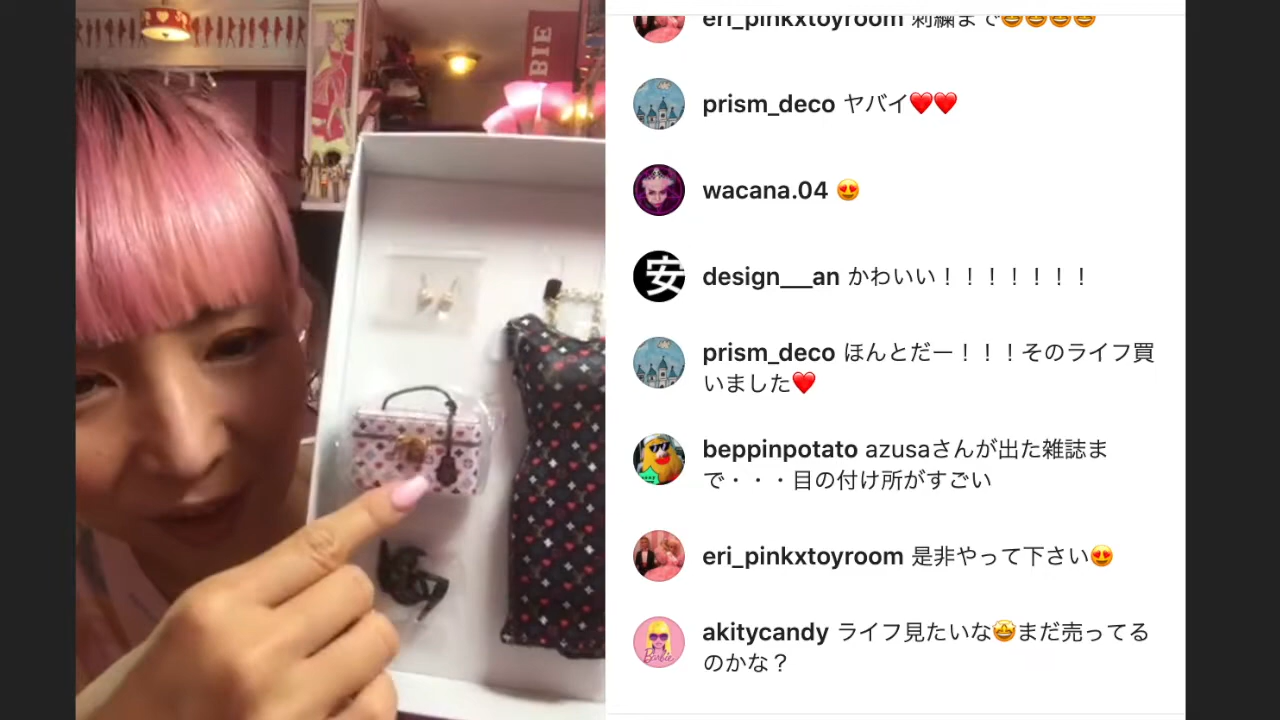 BIE
eri_pinkxtoyroom 刺繍まで🤩🤩🤩🤩
prism_deco ヤバイ❤️❤️
wacana.04 😍
安
design___an かわいい！！！！！！！
prism_deco ほんとだー！！！そのライフ買
いました❤️
beppinpotato azusaさんが出た雑誌ま
で・・・目の付け所がすごい
eri_pinkxtoyroom 是非やって下さい😍
akitycandy ライフ見たいな🤩まだ売ってる
のかな？
Barbie